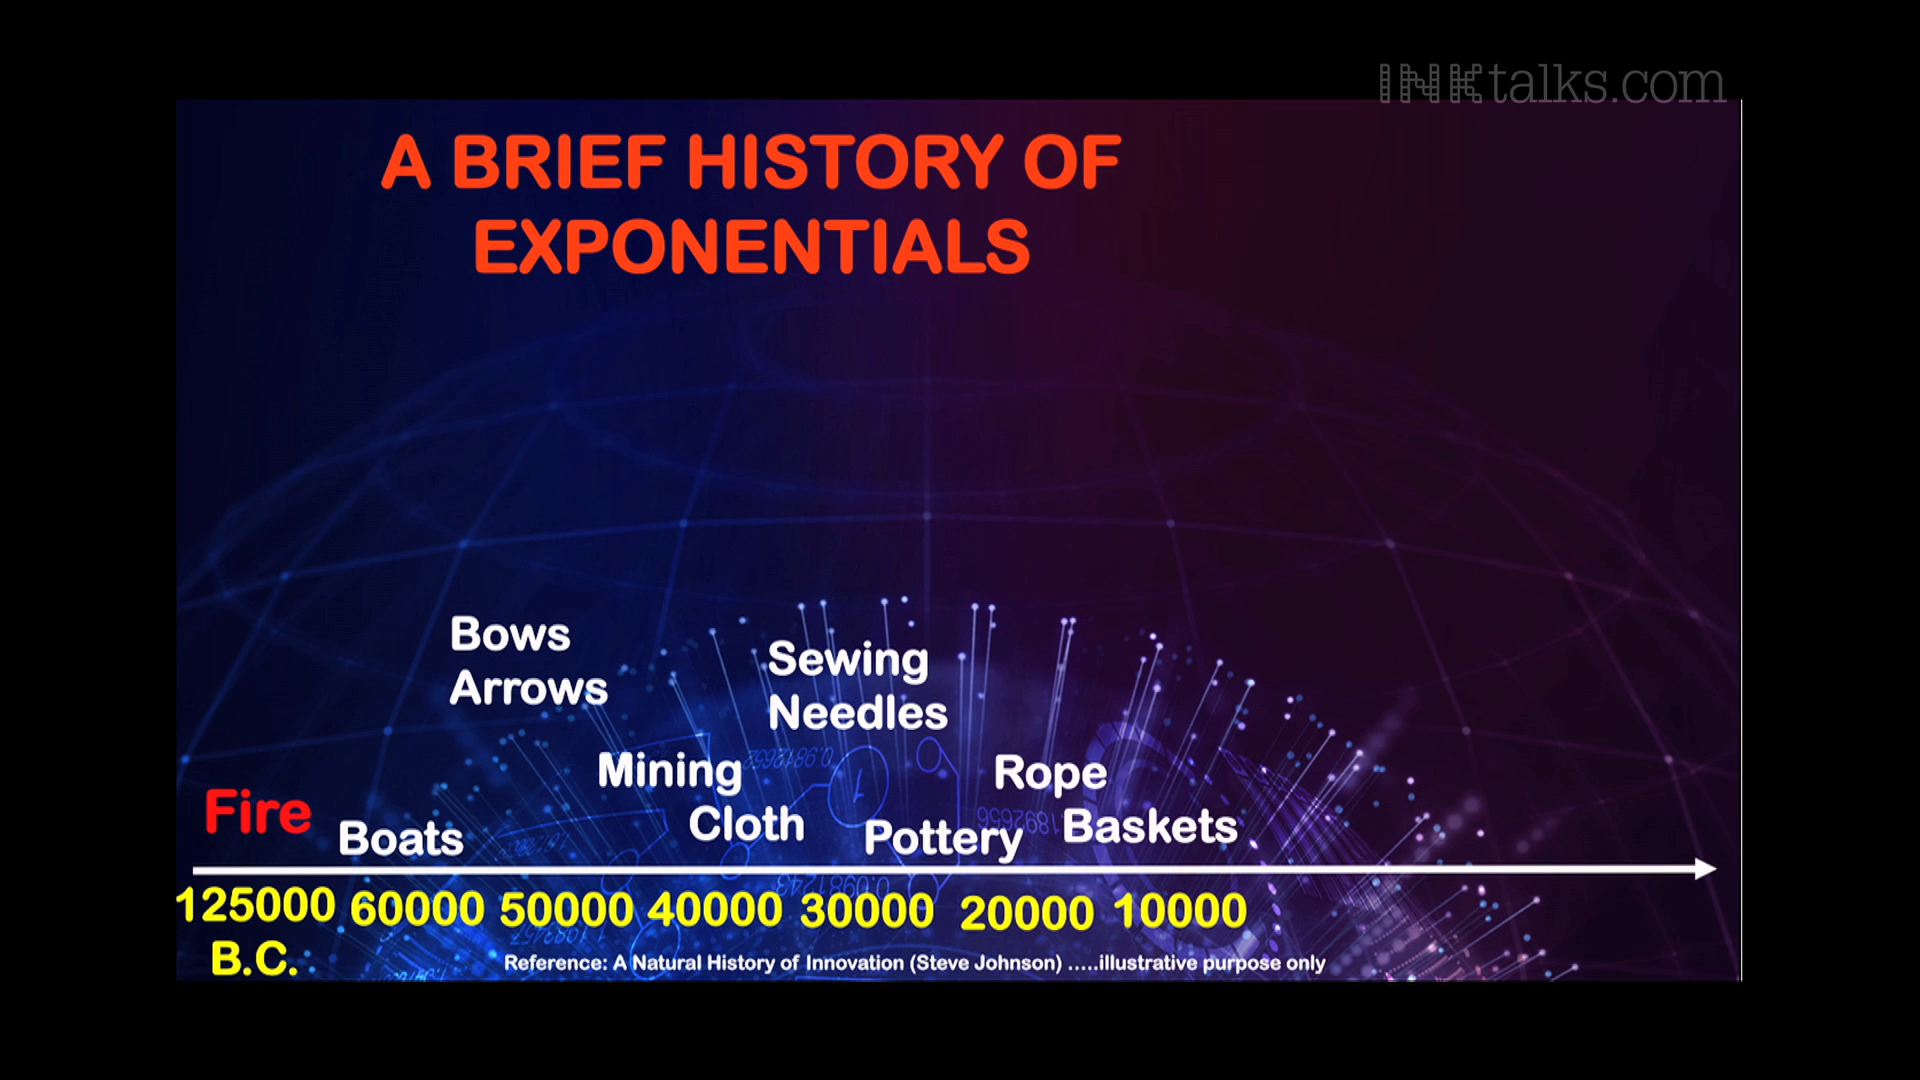 INKtalks.com
A BRIEF HISTORY OF
EXPONENTIALS
Bows
Arrows
Sewing
Needles
Mining
Rope
Fire
Boats
Cloth
Pottery
Baskets
125000 60000 50000 40000 30000 20000 10000
B.C.
Reference: A Natural History of Innovation (Steve Johnson) .....illustrative purpose only